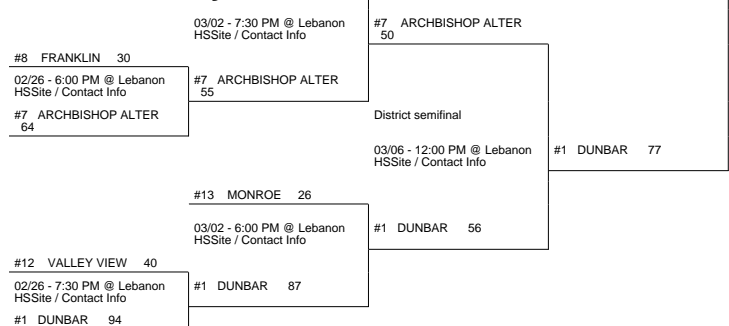 03/02 - 7:30 PM @ Lebanon
HSSite / Contact Info
#7 ARCHBISHOP ALTER
50
#8 FRANKLIN 30
02/26 - 6:00 PM @ Lebanon
HSSite / Contact Info
#7 ARCHBISHOP ALTER
55
#7 ARCHBISHOP ALTER
64
District semifinal
03/06 - 12:00 PM @ Lebanon
HSSite / Contact Info
#1 DUNBAR 77
#13 MONROE 26
03/02 - 6:00 PM @ Lebanon
HSSite / Contact Info
#1 DUNBAR 56
#12 VALLEY VIEW 40
02/26 - 7:30 PM @ Lebanon
HSSite / Contact Info
#1 DUNBAR 87
#1 DUNBAR 94